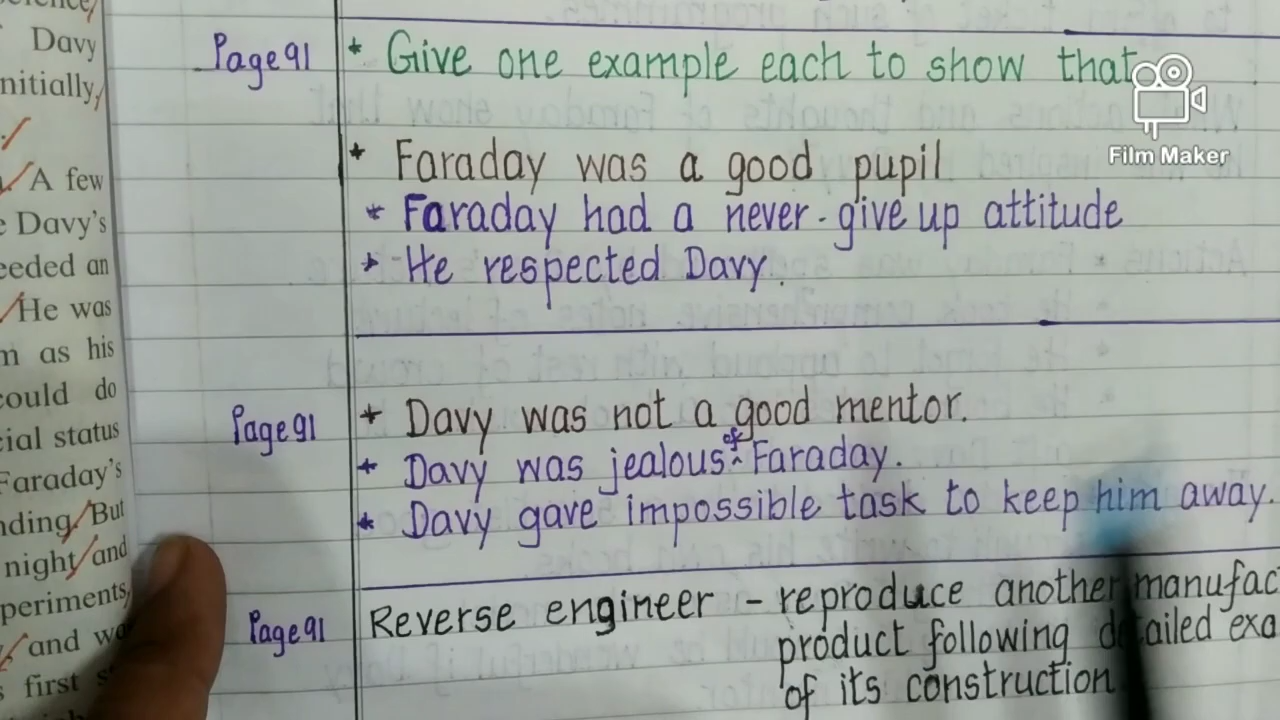 Davy
nitially,
A few
Davy's
eeded an
He was
m as his
could do
cial status
Faraday's
nding. But
night and
periments,
and
first
Page 91
* Give one example each to show that
Film Maker
* Faraday was a good pupil
* Faraday had a never-give up attitude
* He respected Davy.
Page 91
* Davy was not a good mentor.
* Davy was jealous of Faraday.
* Davy gave impossible task to keep him away.
Page 91
Reverse engineer - reproduce another manufac
product following detailed exa
of its construction